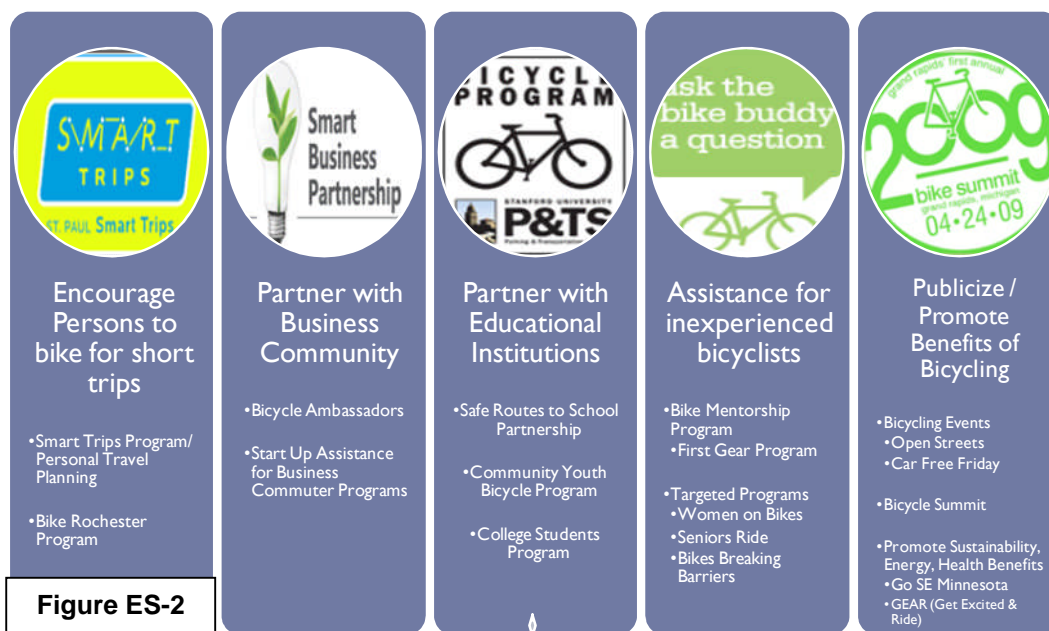 SMART
TRIPS
ST. PAUL Smart Trips
Encourage
Persons to
bike for short
trips
•Smart Trips Program/
Personal Travel
Planning
•Bike Rochester
Program
Figure ES-2
Smart
Business
Partnership
Partner with
Business
Community
•Bicycle Ambassadors
•Start Up Assistance
for Business
Commuter Programs
BICYCLE
PROGRAM
STANFORD UNIVERSITY
P&TS
Parking & Transportation
Partner with
Educational
Institutions
•Safe Routes to School
Partnership
•Community Youth
Bicycle Program
•College Students
Program
ask the
bike buddy
a question
Assistance for
inexperienced
bicyclists
•Bike Mentorship
Program
•First Gear Program
•Targeted Programs
•Women on Bikes
•Seniors Ride
•Bikes Breaking
Barriers
grand rapids' first annual
2009
bike summit
grand rapids, michigan
04•24•09
Publicize /
Promote
Benefits of
Bicycling
•Bicycling Events
•Open Streets
•Car Free Friday
•Bicycle Summit
•Promote Sustainability,
Energy, Health Benefits
•Go SE Minnesota
•GEAR (Get Excited &
Ride)